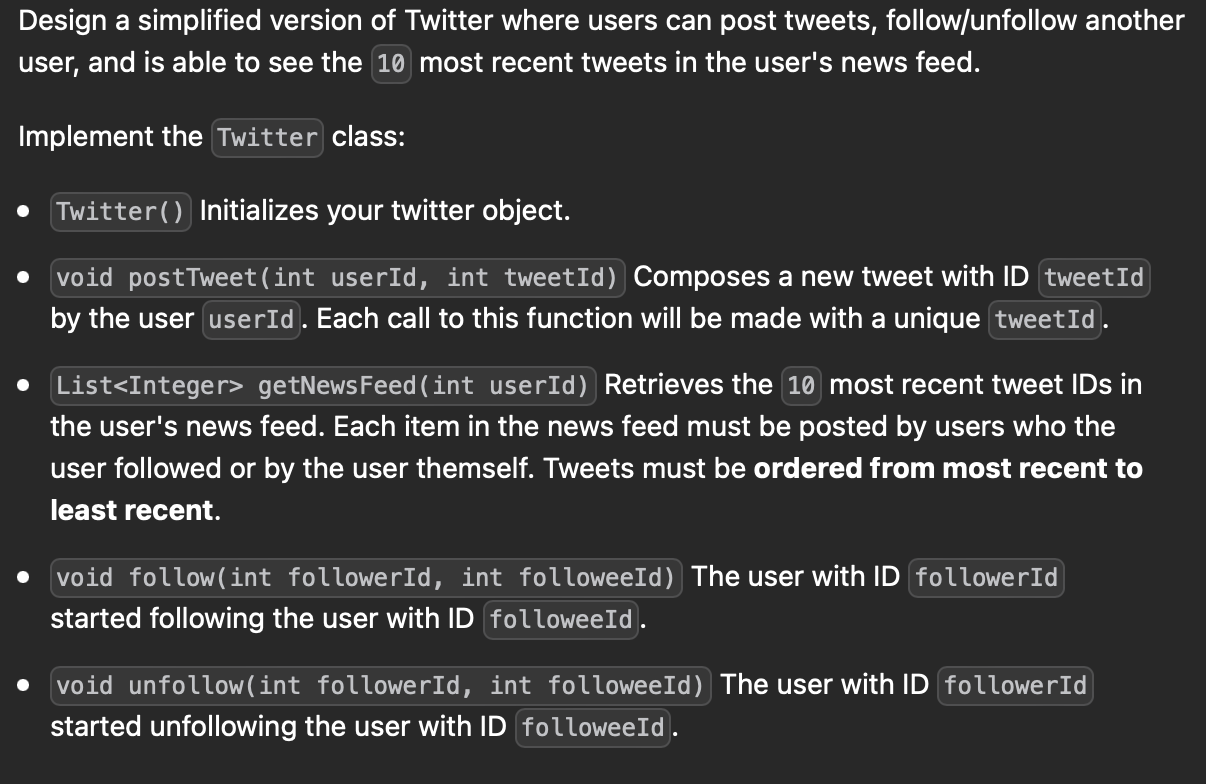 Design a simplified version of Twitter where users can post tweets, follow/unfollow another
user, and is able to see the 10 most recent tweets in the user's news feed.
Implement the Twitter class:
• Twitter() Initializes your twitter object.
• void postTweet(int userId, int tweetId) Composes a new tweet with ID tweetId
by the user userId. Each call to this function will be made with a unique tweetId.
• List<Integer> getNewsFeed(int userId) Retrieves the 10 most recent tweet IDs in
the user's news feed. Each item in the news feed must be posted by users who the
user followed or by the user themself. Tweets must be ordered from most recent to
least recent.
• void follow(int followerId, int followeeId) The user with ID followerId
started following the user with ID followeeId.
• void unfollow(int followerId, int followeeId) The user with ID followerId
started unfollowing the user with ID followeeId.